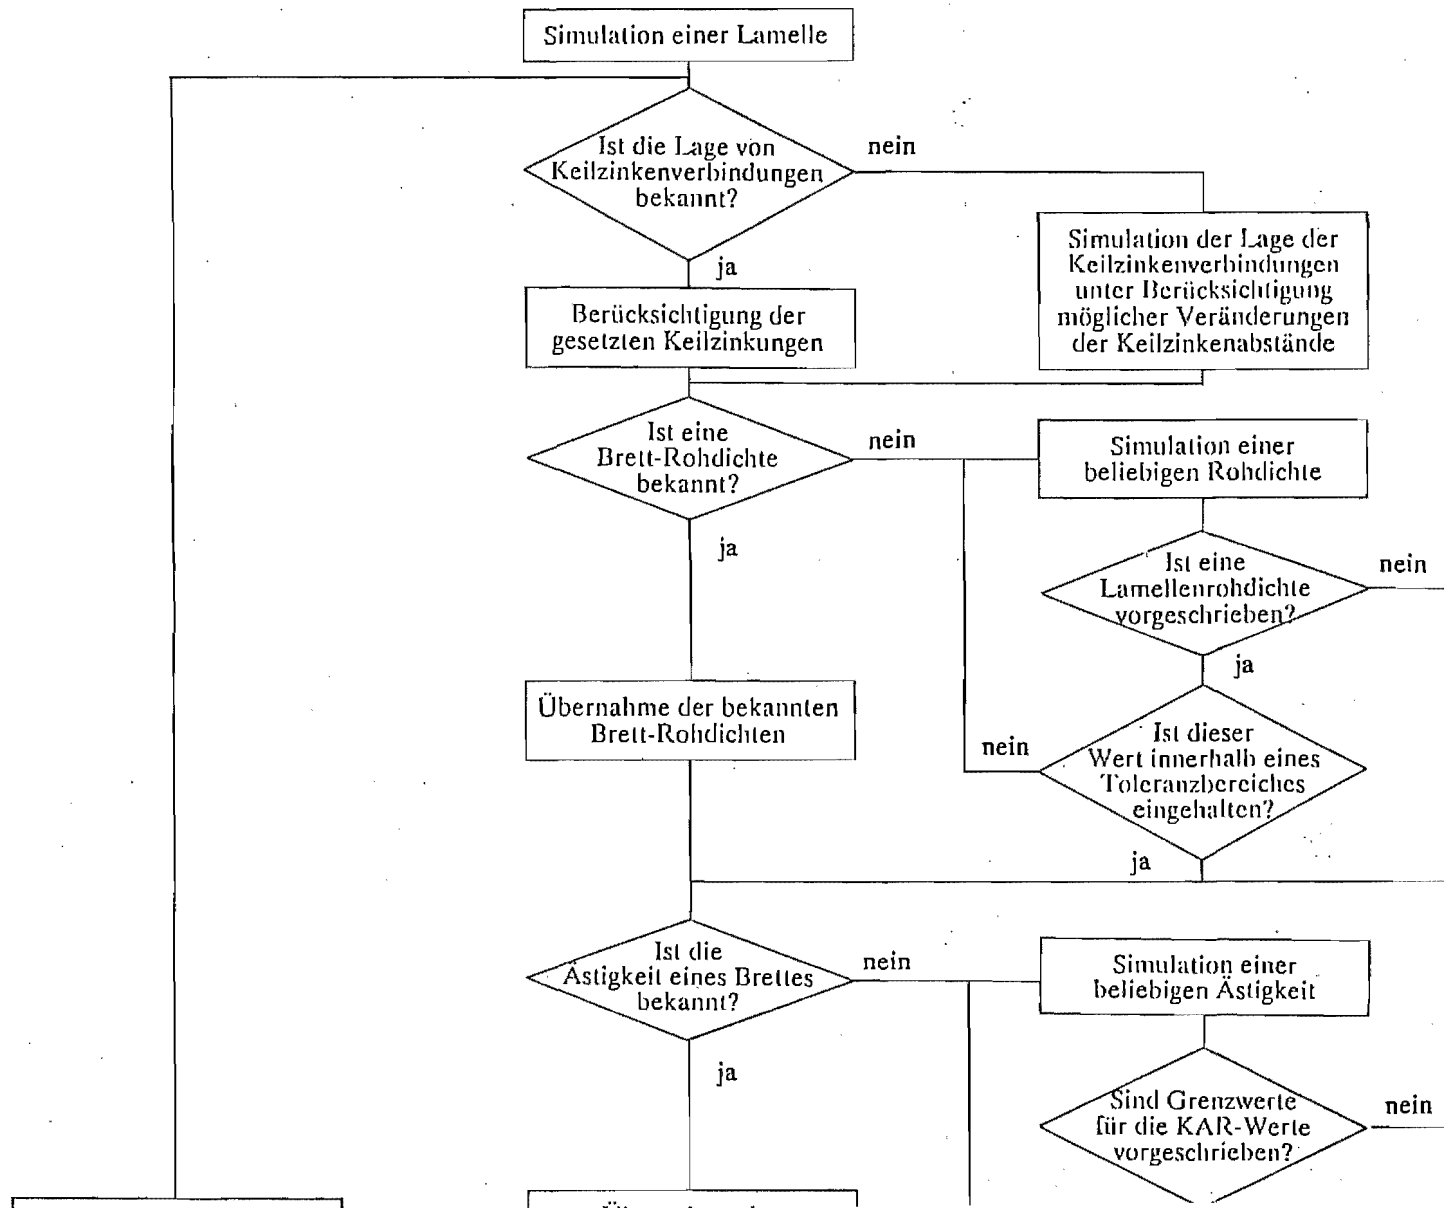 Simulation einer Lamelle
Ist die Lage von
Keilzinkenverbindungen
bekannt?
nein
ja
Simulation der Lage der
Keilzinkenverbindungen
unter Berücksichtigung
möglicher Veränderungen
der Keilzinkenabstände
Berücksichtigung der
gesetzten Keilzinkungen
Ist eine
Brett-Rohdichte
bekannt?
nein
ja
Simulation einer
beliebigen Rohdichte
Ist eine
Lamellenrohdichte
vorgeschrieben?
nein
ja
Übernahme der bekannten
Brett-Rohdichten
nein
Ist dieser
Wert innerhalb eines
Toleranzbereiches
eingehalten?
ja
Ist die
Ästigkeit eines Brettes
bekannt?
nein
ja
Simulation einer
beliebigen Ästigkeit
Sind Grenzwerte
für die KAR-Werte
vorgeschrieben?
nein